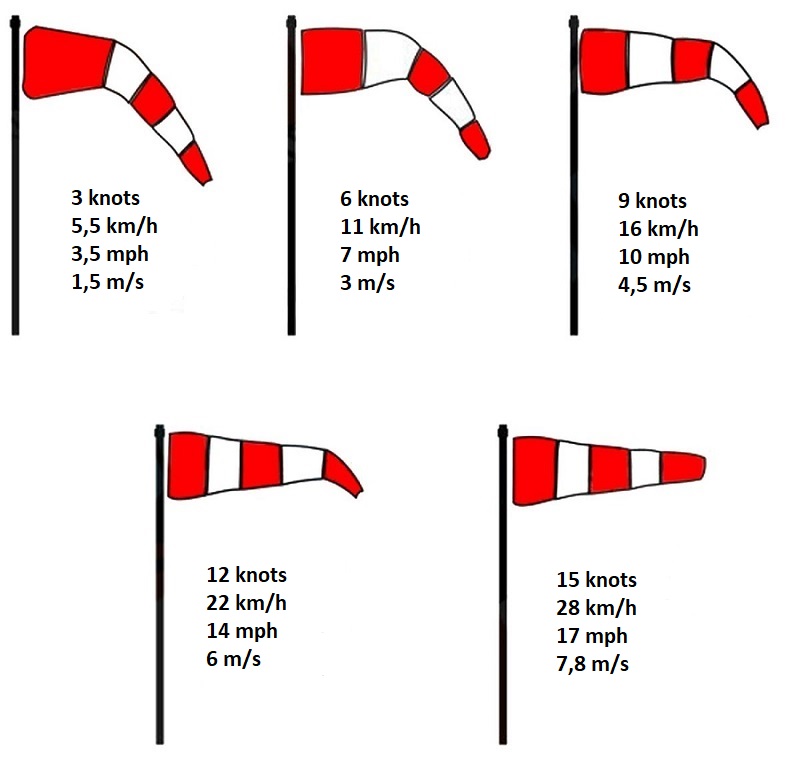 3 knots
5,5 km/h
3,5 mph
1,5 m/s
6 knots
11 km/h
7 mph
3 m/s
9 knots
16 km/h
10 mph
4,5 m/s
12 knots
22 km/h
14 mph
6 m/s
15 knots
28 km/h
17 mph
7,8 m/s